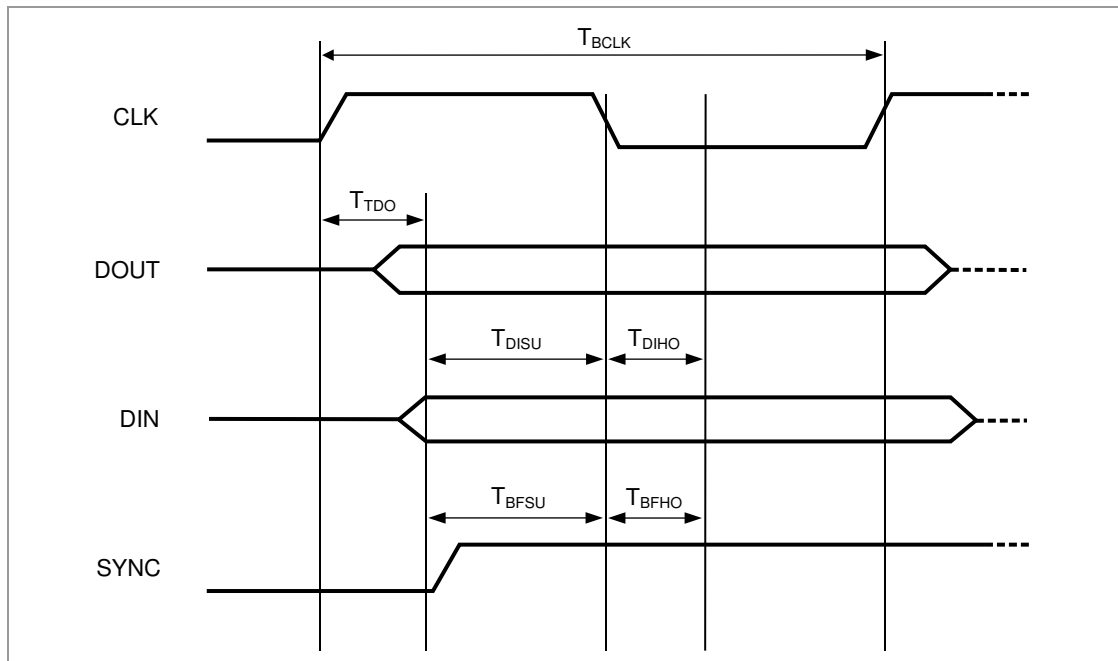 T_BCLK
CLK
T_TDO
DOUT
T_DISU T_DIHO
DIN
T_BFSU T_BFHO
SYNC